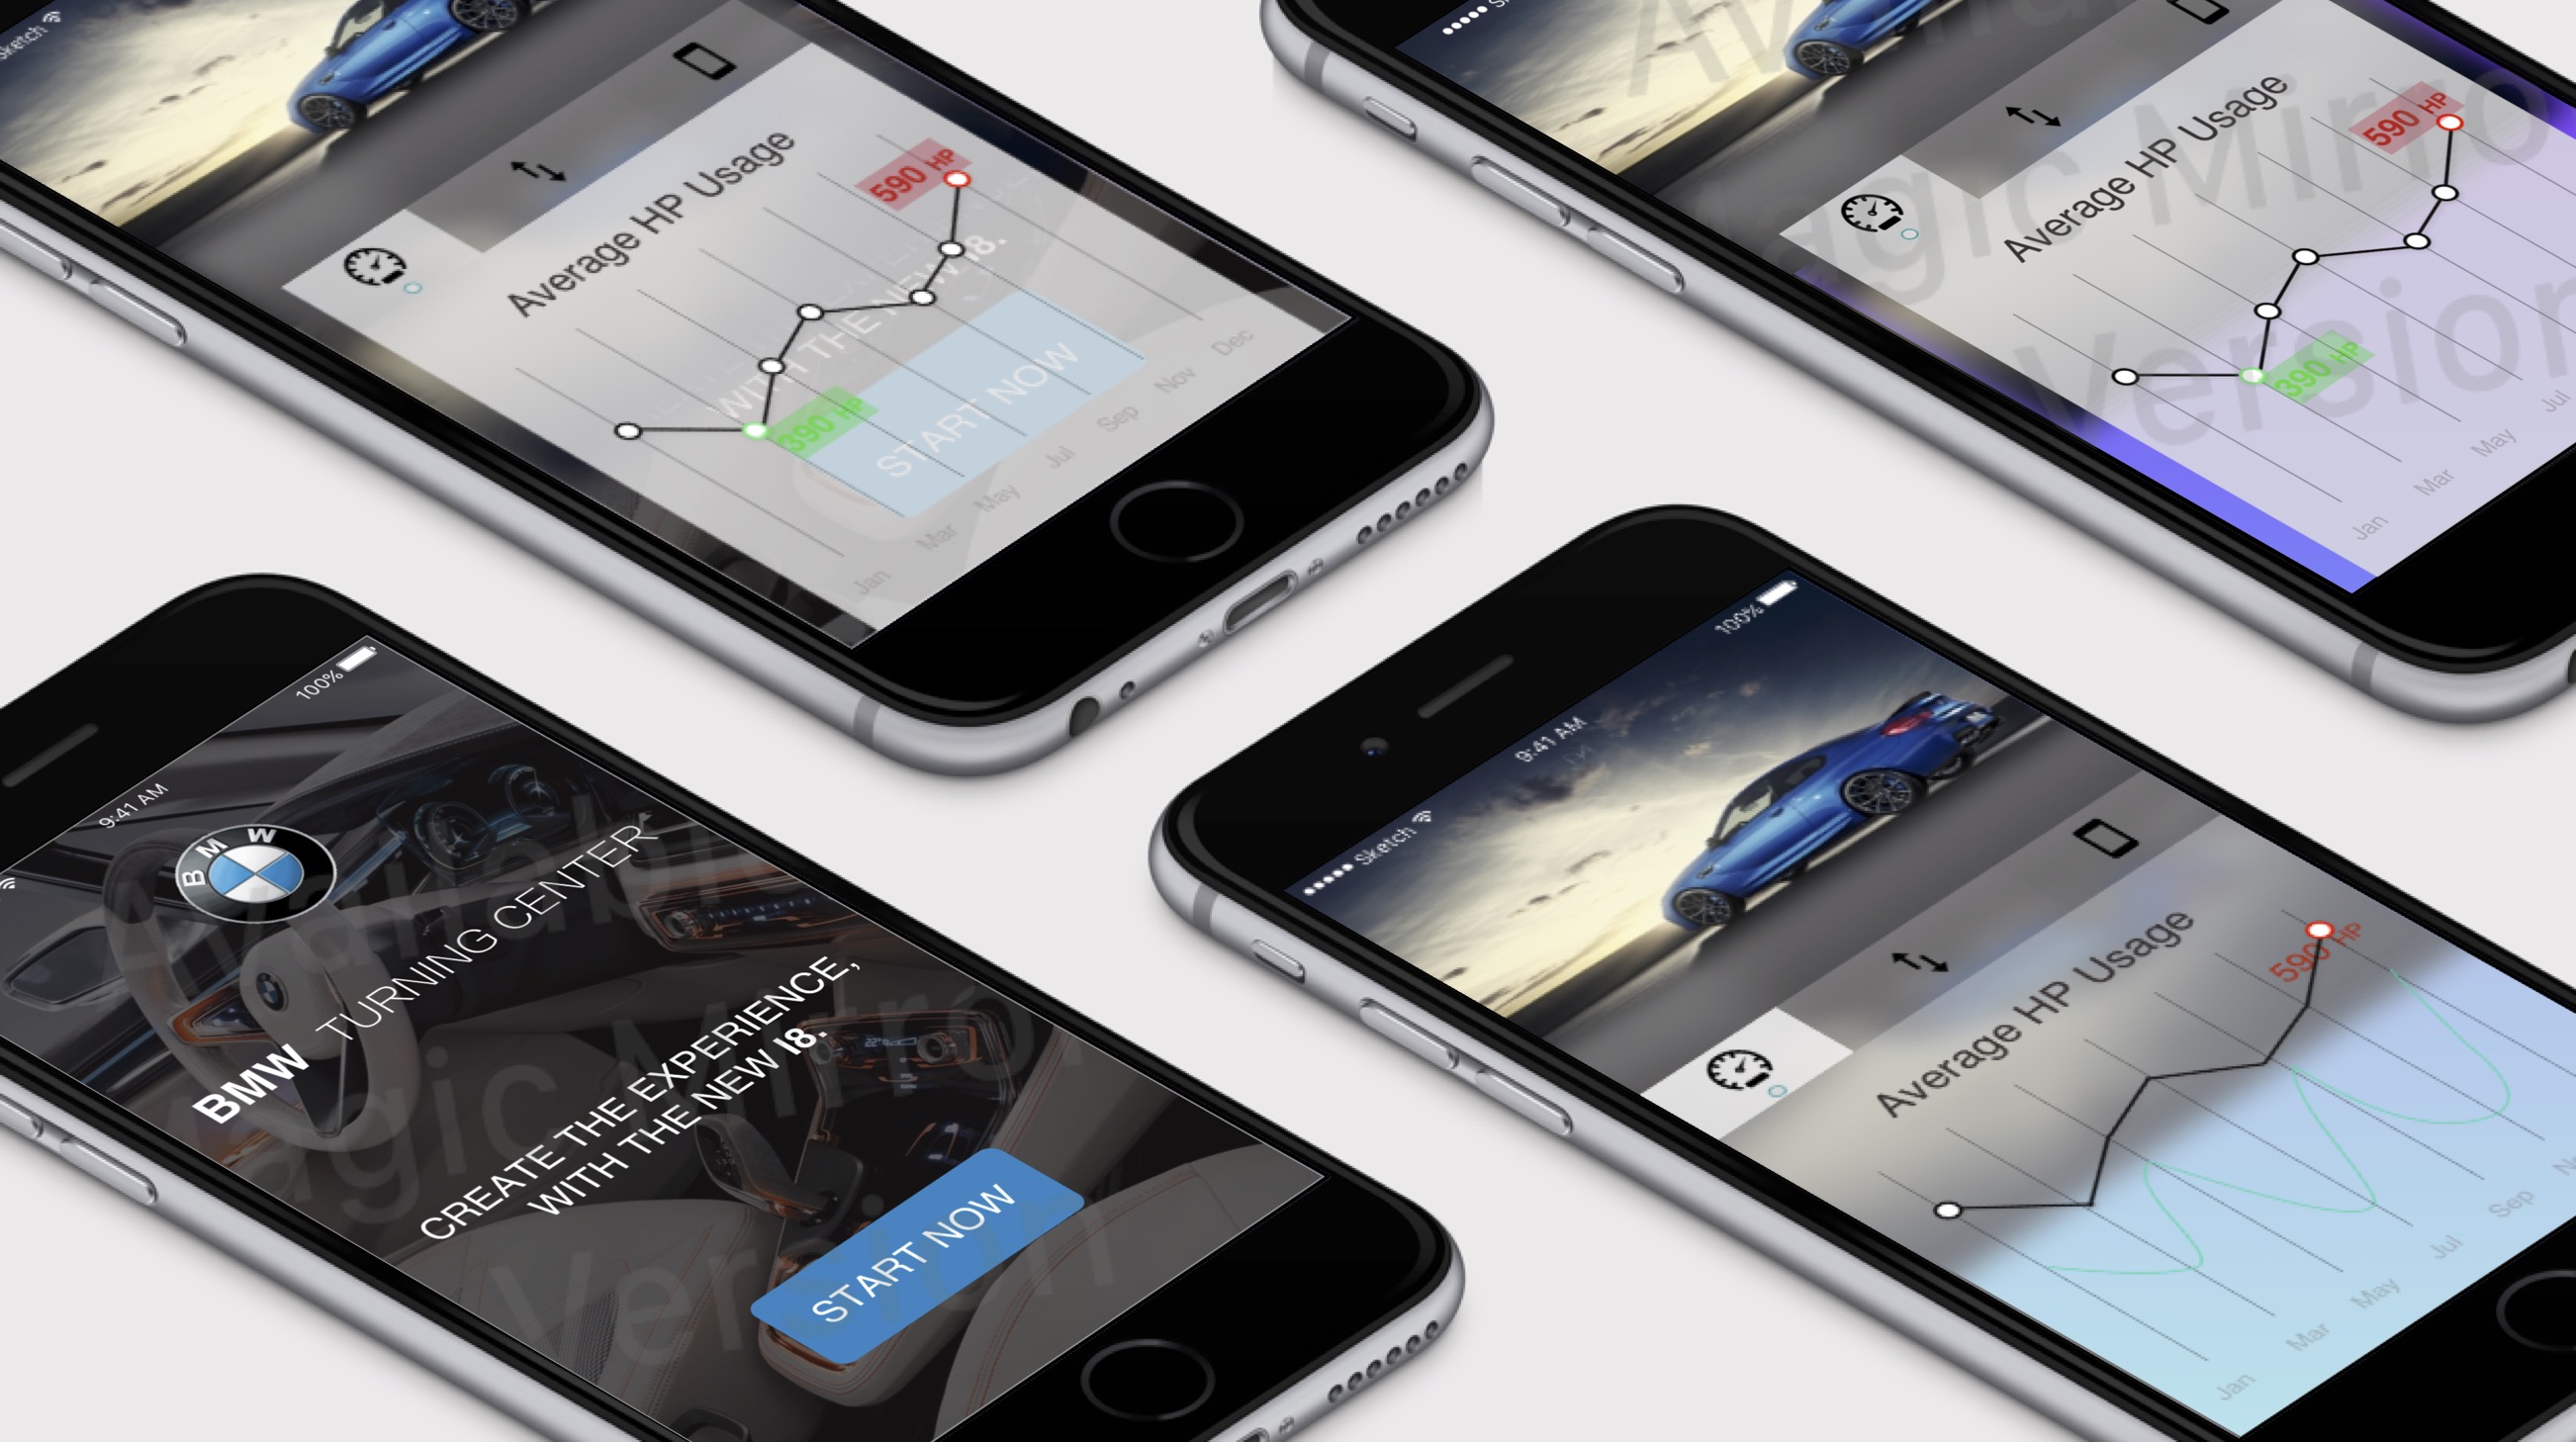 Sketch
Average HP Usage
590 HP
390 HP
WITH THE NEW I8.
START NOW
Jan
Mar
May
Jul
Sep
Nov
Dec
Average HP Usage
590 HP
390 HP
Jan
Mar
May
Jul
Magic Mirror
Version
9:41 AM
100%
BMW
BMW TURNING CENTER
CREATE THE EXPERIENCE,
WITH THE NEW I8.
START NOW
Available
Magic Mirror
Version
Sketch
9:41 AM
100%
Average HP Usage
590 HP
Jan
Mar
May
Jul
Sep